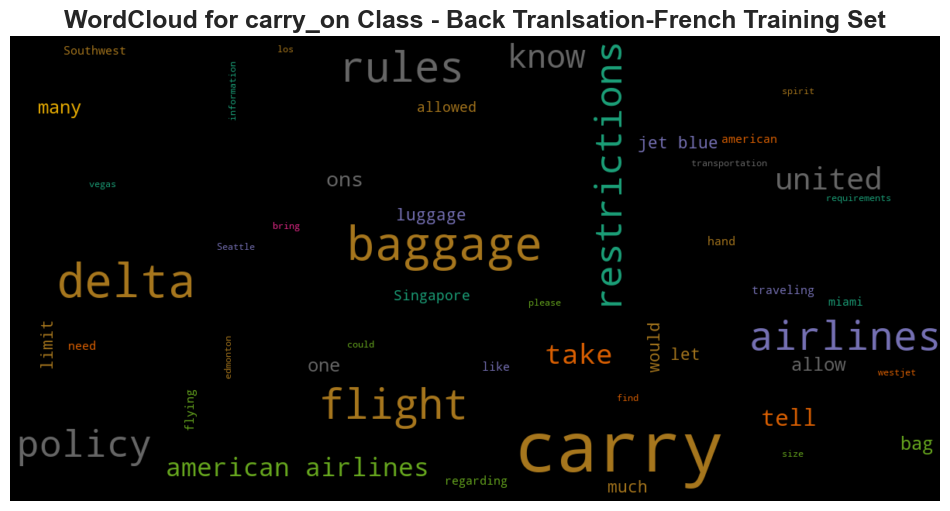 WordCloud for carry_on Class - Back Tranlsation-French Training Set
Southwest
los
rules
know
restrictions
information
many
allowed
spirit
jet blue
american
transportation
united
requirements
vegas
ons
luggage
bring
Seattle
baggage
hand
delta
Singapore
please
traveling
miami
limit
need
edmonton
could
one
like
take
would
let
airlines
allow
westjet
flying
flight
find
tell
policy
american airlines
regarding
carry
much
size
bag